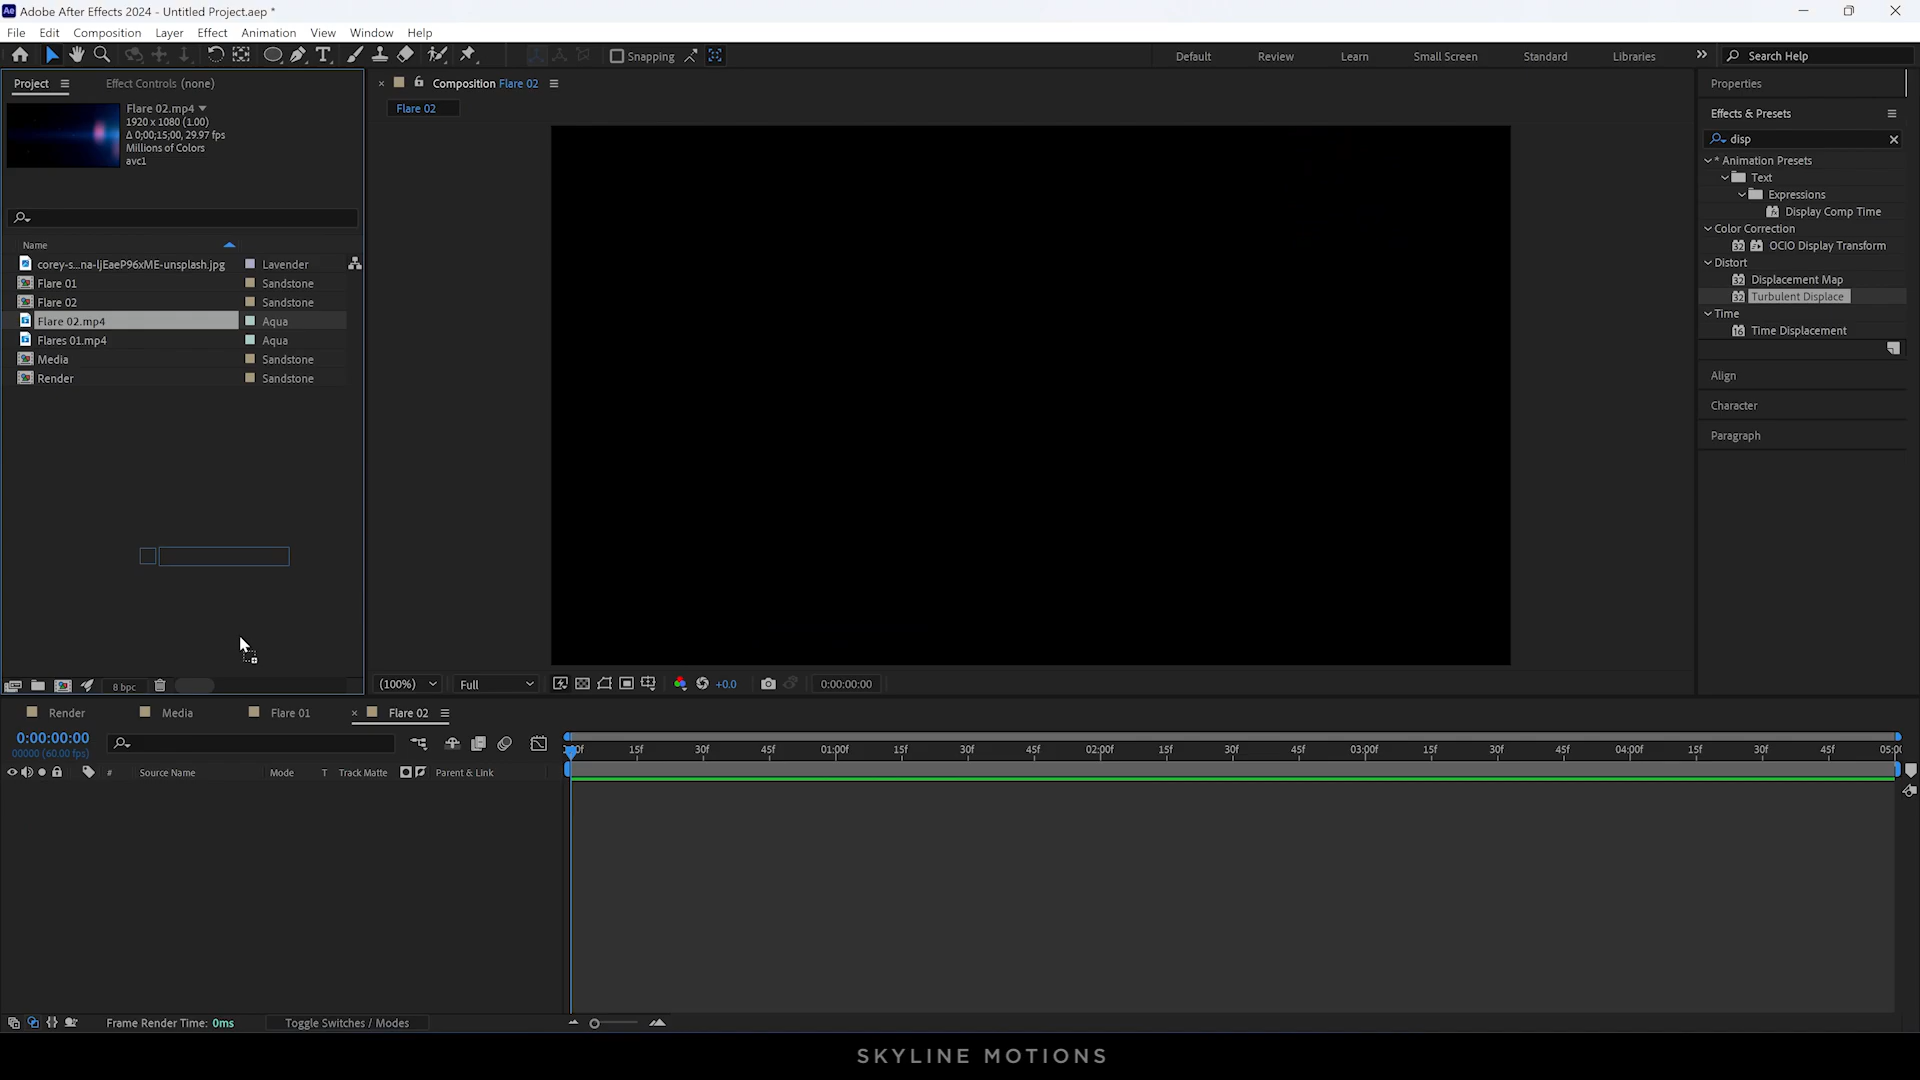 Adobe After Effects 2024 - Untitled Project.aep *
File Edit Composition Layer Effect Animation View Window Help
Snapping
Default Review Learn Small Screen Standard Libraries
Search Help
Project
Effect Controls (none)
Flare 02.mp4
1920 x 1080 (1.00)
Δ 0;00;15;00, 29.97 fps
Millions of Colors
avc1
Name
corey-s...na-ljEaeP96xME-unsplash.jpg Lavender
Flare 01 Sandstone
Flare 02 Sandstone
Flare 02.mp4 Aqua
Flares 01.mp4 Aqua
Media Sandstone
Render Sandstone
8 bpc
Composition Flare 02
Flare 02
(100%) Full +0.0 0:00:00:00
Properties
Effects & Presets
disp
* Animation Presets
Text
Expressions
Display Comp Time
Color Correction
32 OCIO Display Transform
Distort
32 Displacement Map
32 Turbulent Displace
Time
16 Time Displacement
Align
Character
Paragraph
Render Media Flare 01 Flare 02
0:00:00:00
00000 (60.00 fps)
# Source Name Mode T Track Matte Parent & Link
15f 30f 45f 01:00f 15f 30f 45f 02:00f 15f 30f 45f 03:00f 15f 30f 45f 04:00f 15f 30f 45f
Frame Render Time: 0ms
Toggle Switches / Modes
SKYLINE MOTIONS